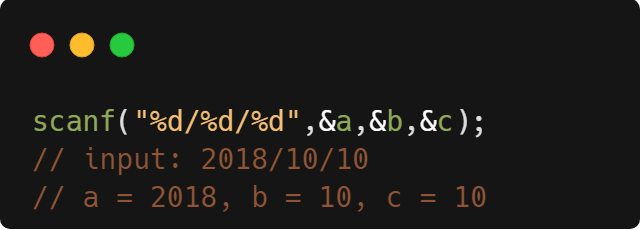 scanf("%d/%d/%d",&a,&b,&c);
// input: 2018/10/10
// a = 2018, b = 10, c = 10